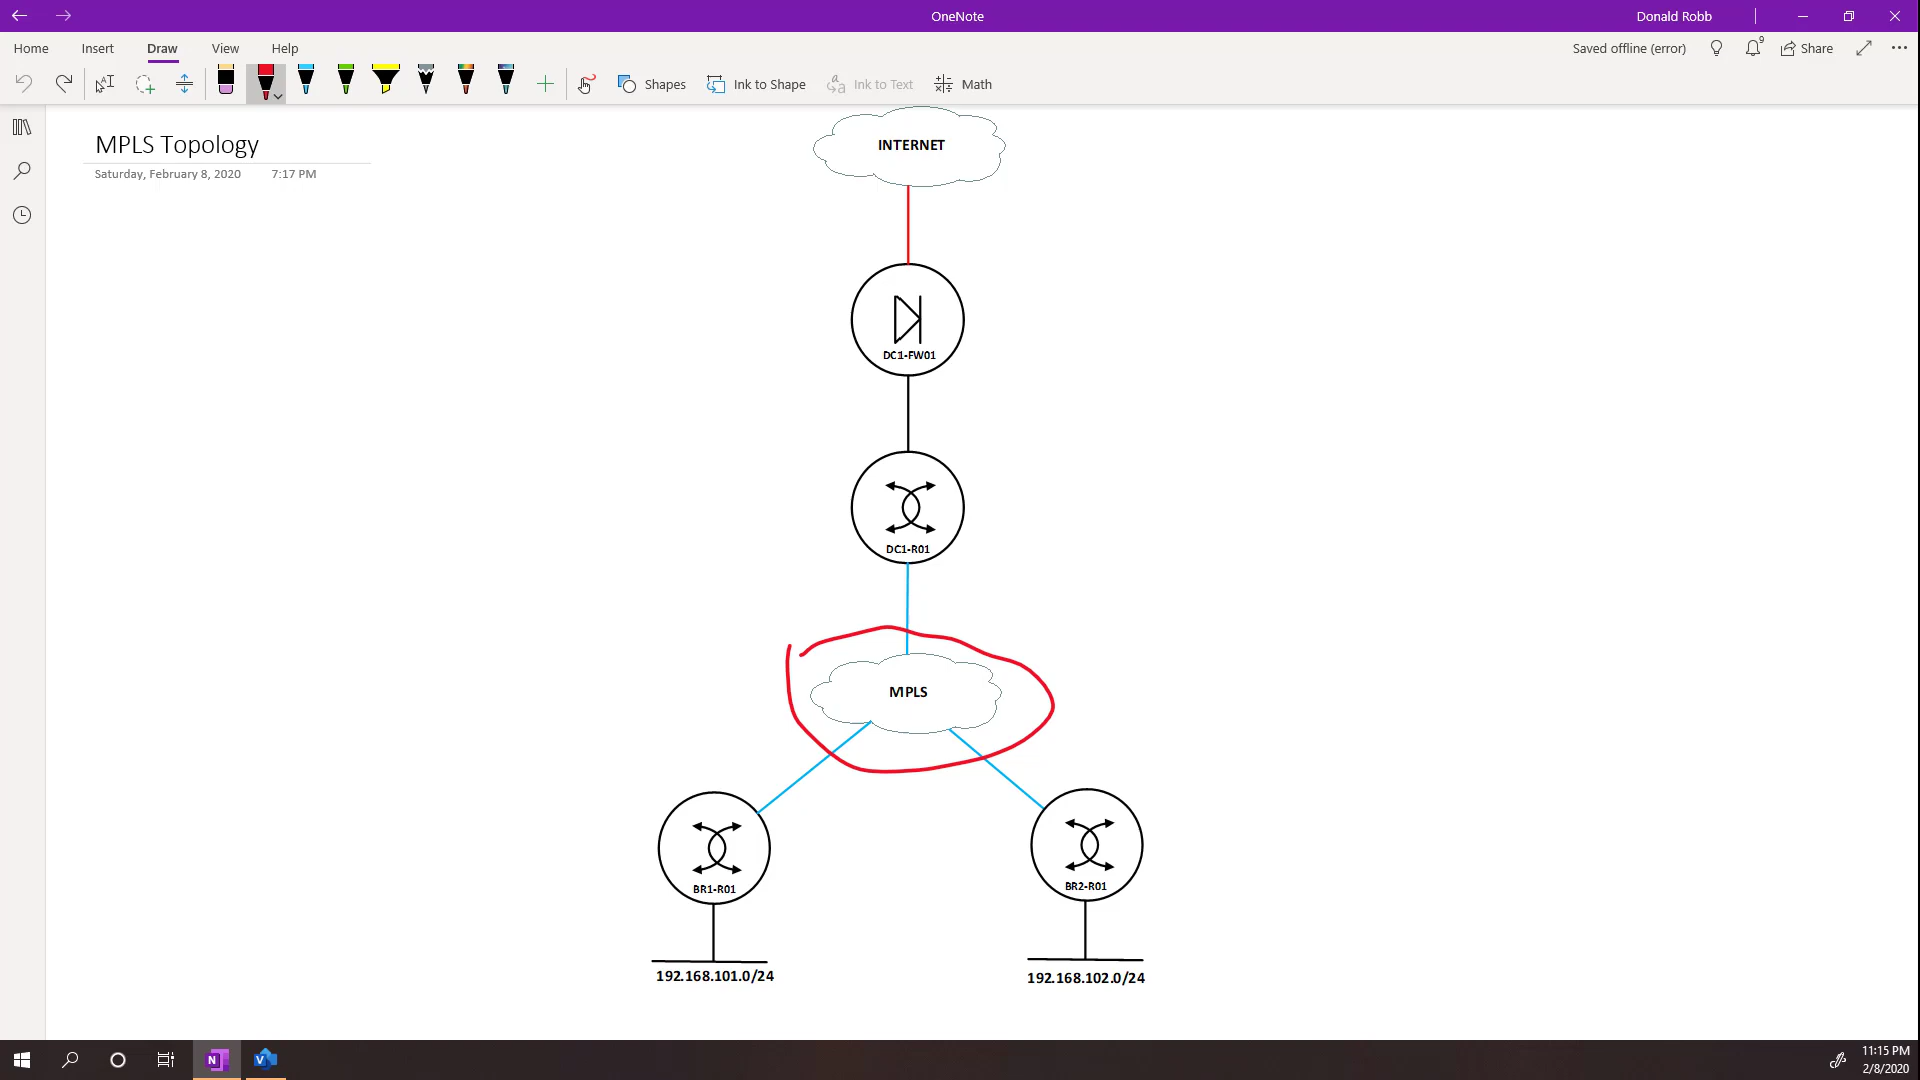 OneNote
Donald Robb
Home Insert Draw View Help
Saved offline (error)
9
Share
Shapes
Ink to Shape
Ink to Text
Math
MPLS Topology
Saturday, February 8, 2020 7:17 PM
INTERNET
DC1-FW01
DC1-R01
MPLS
BR1-R01
BR2-R01
192.168.101.0/24
192.168.102.0/24
11:15 PM
2/8/2020